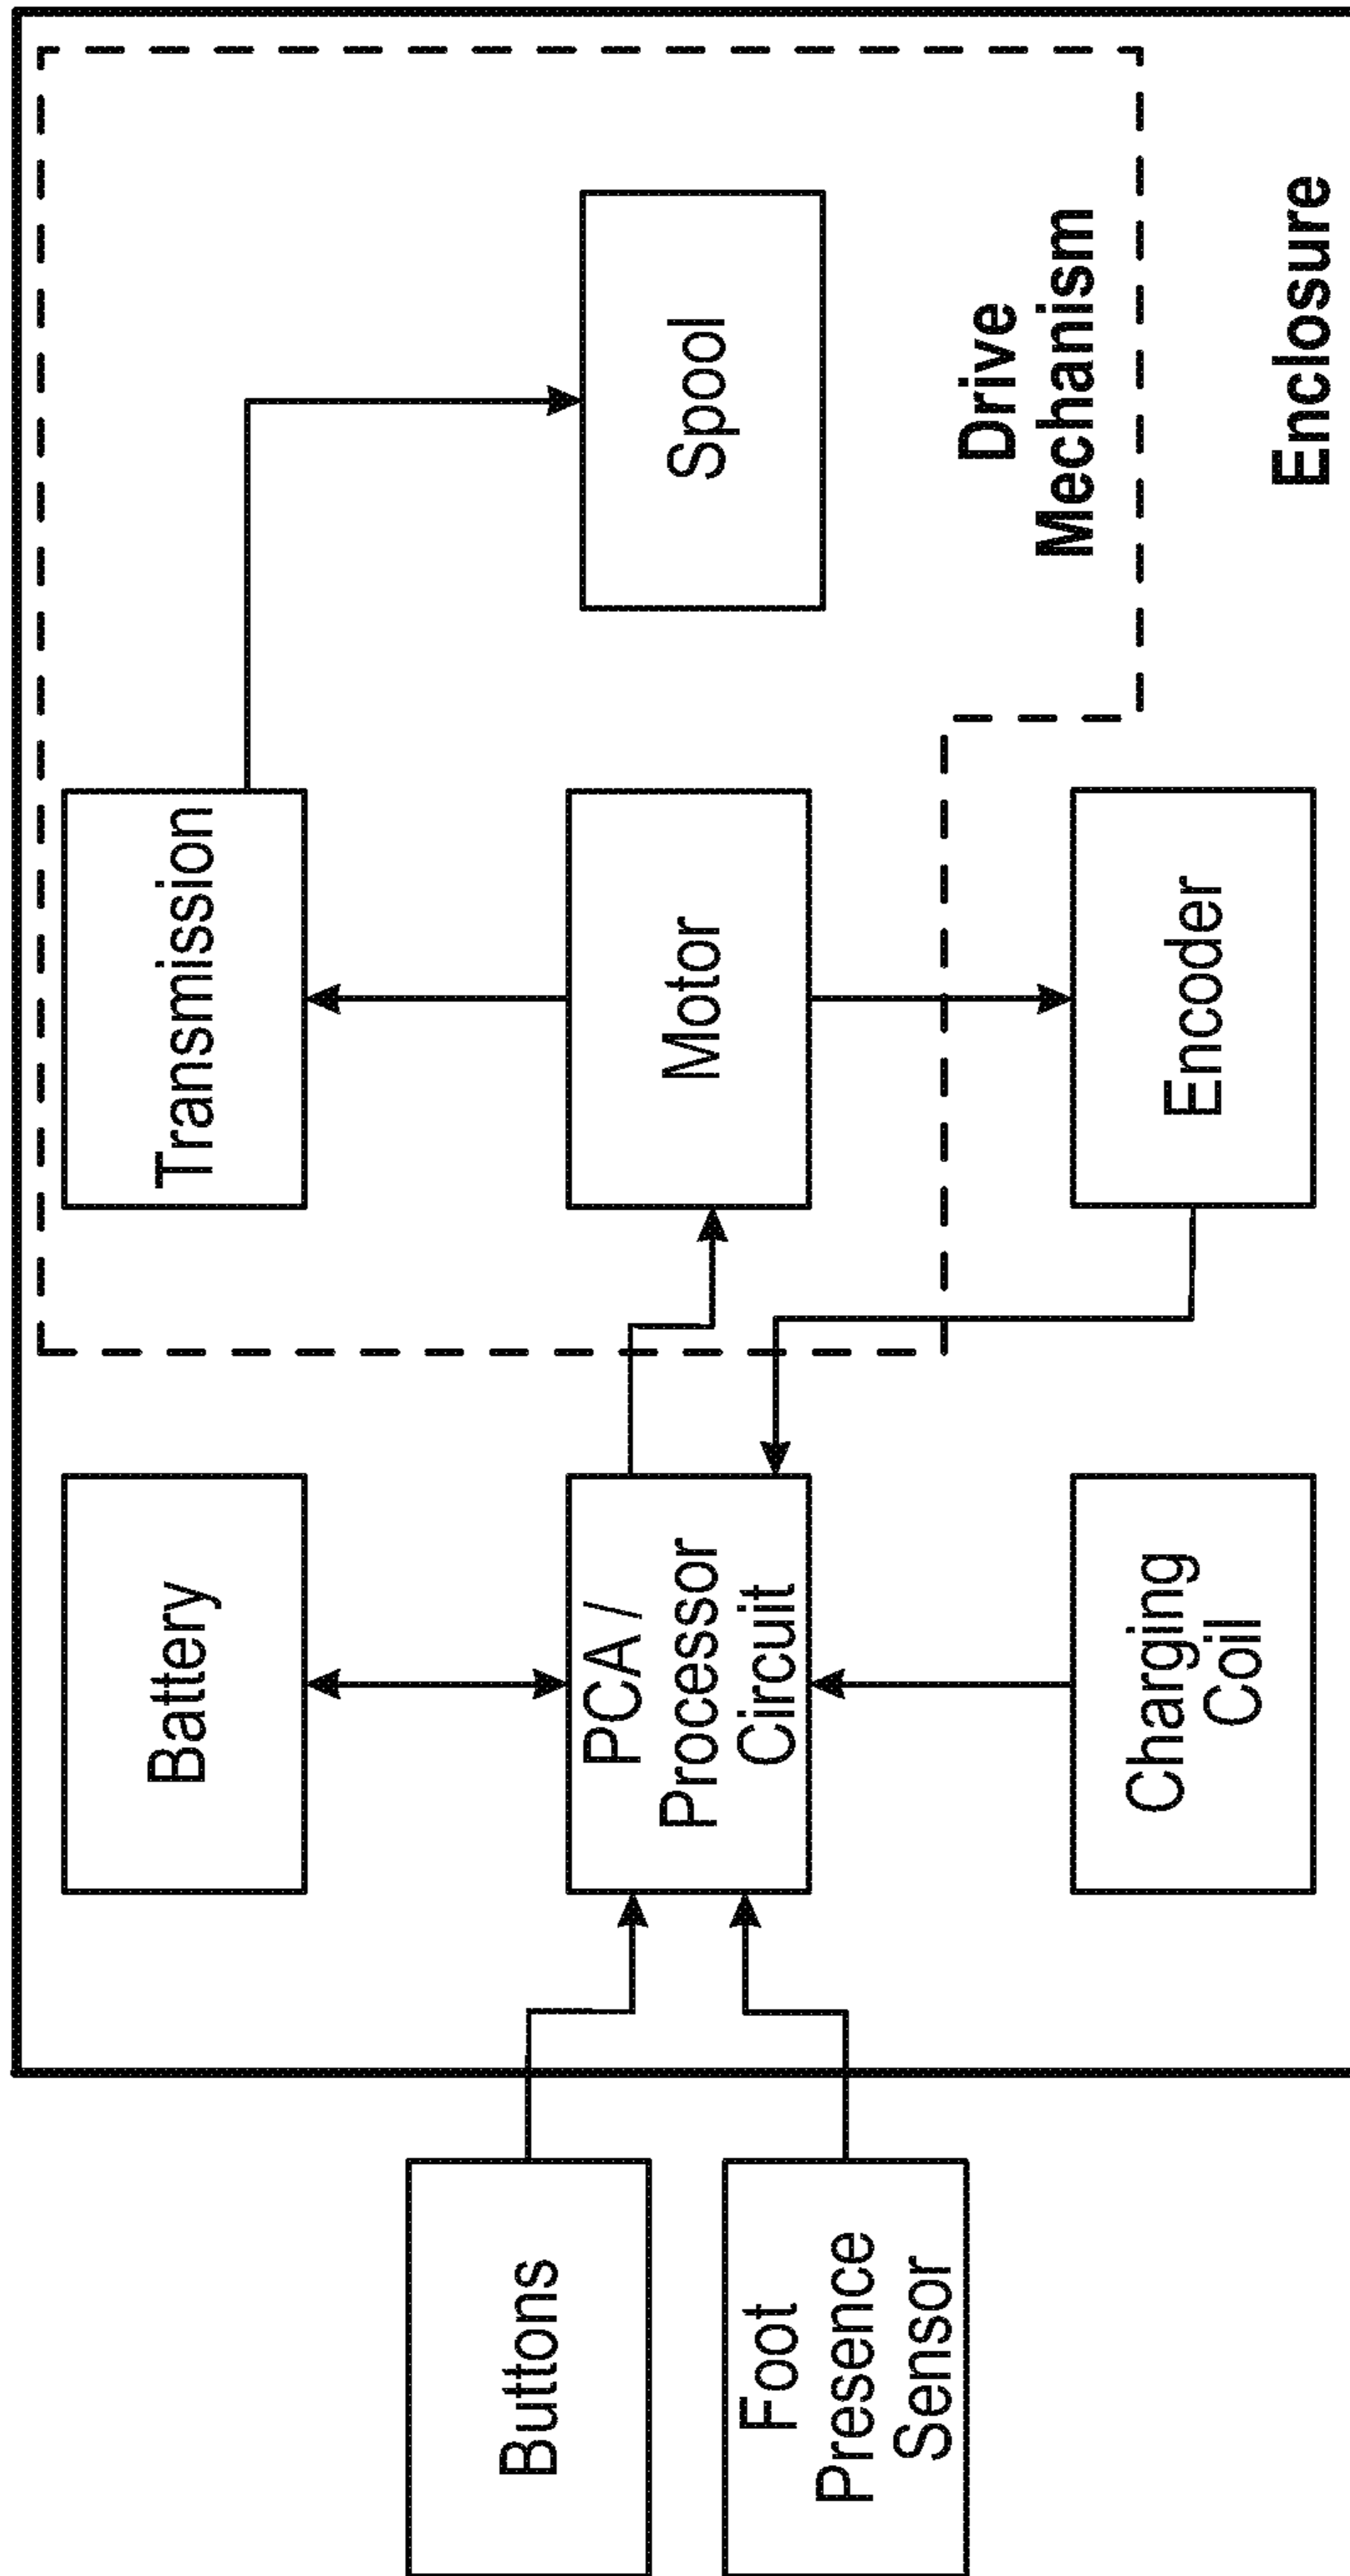 Buttons
Foot
Presence
Sensor
Battery
PCA /
Processor
Circuit
Charging
Coil
Transmission
Motor
Encoder
Spool
Drive
Mechanism
Enclosure